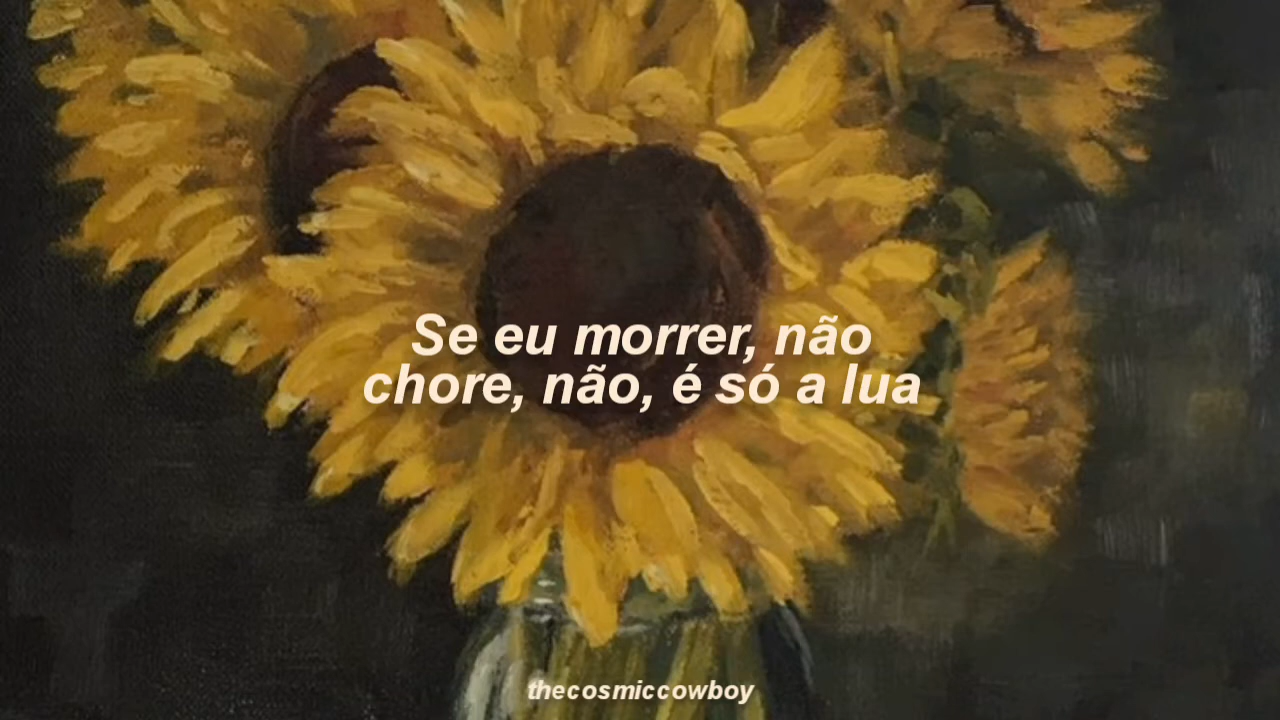 Se eu morrer, não
chore, não, é só a lua
thecosmiccowboy